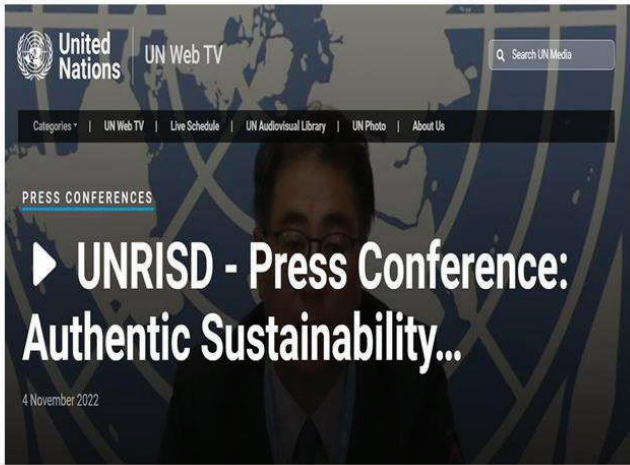 United Nations
UN Web TV
Search UN Media
Categories | UN Web TV | Live Schedule | UN Audiovisual Library | UN Photo | About Us
PRESS CONFERENCES
UNRISD - Press Conference:
Authentic Sustainability...
4 November 2022